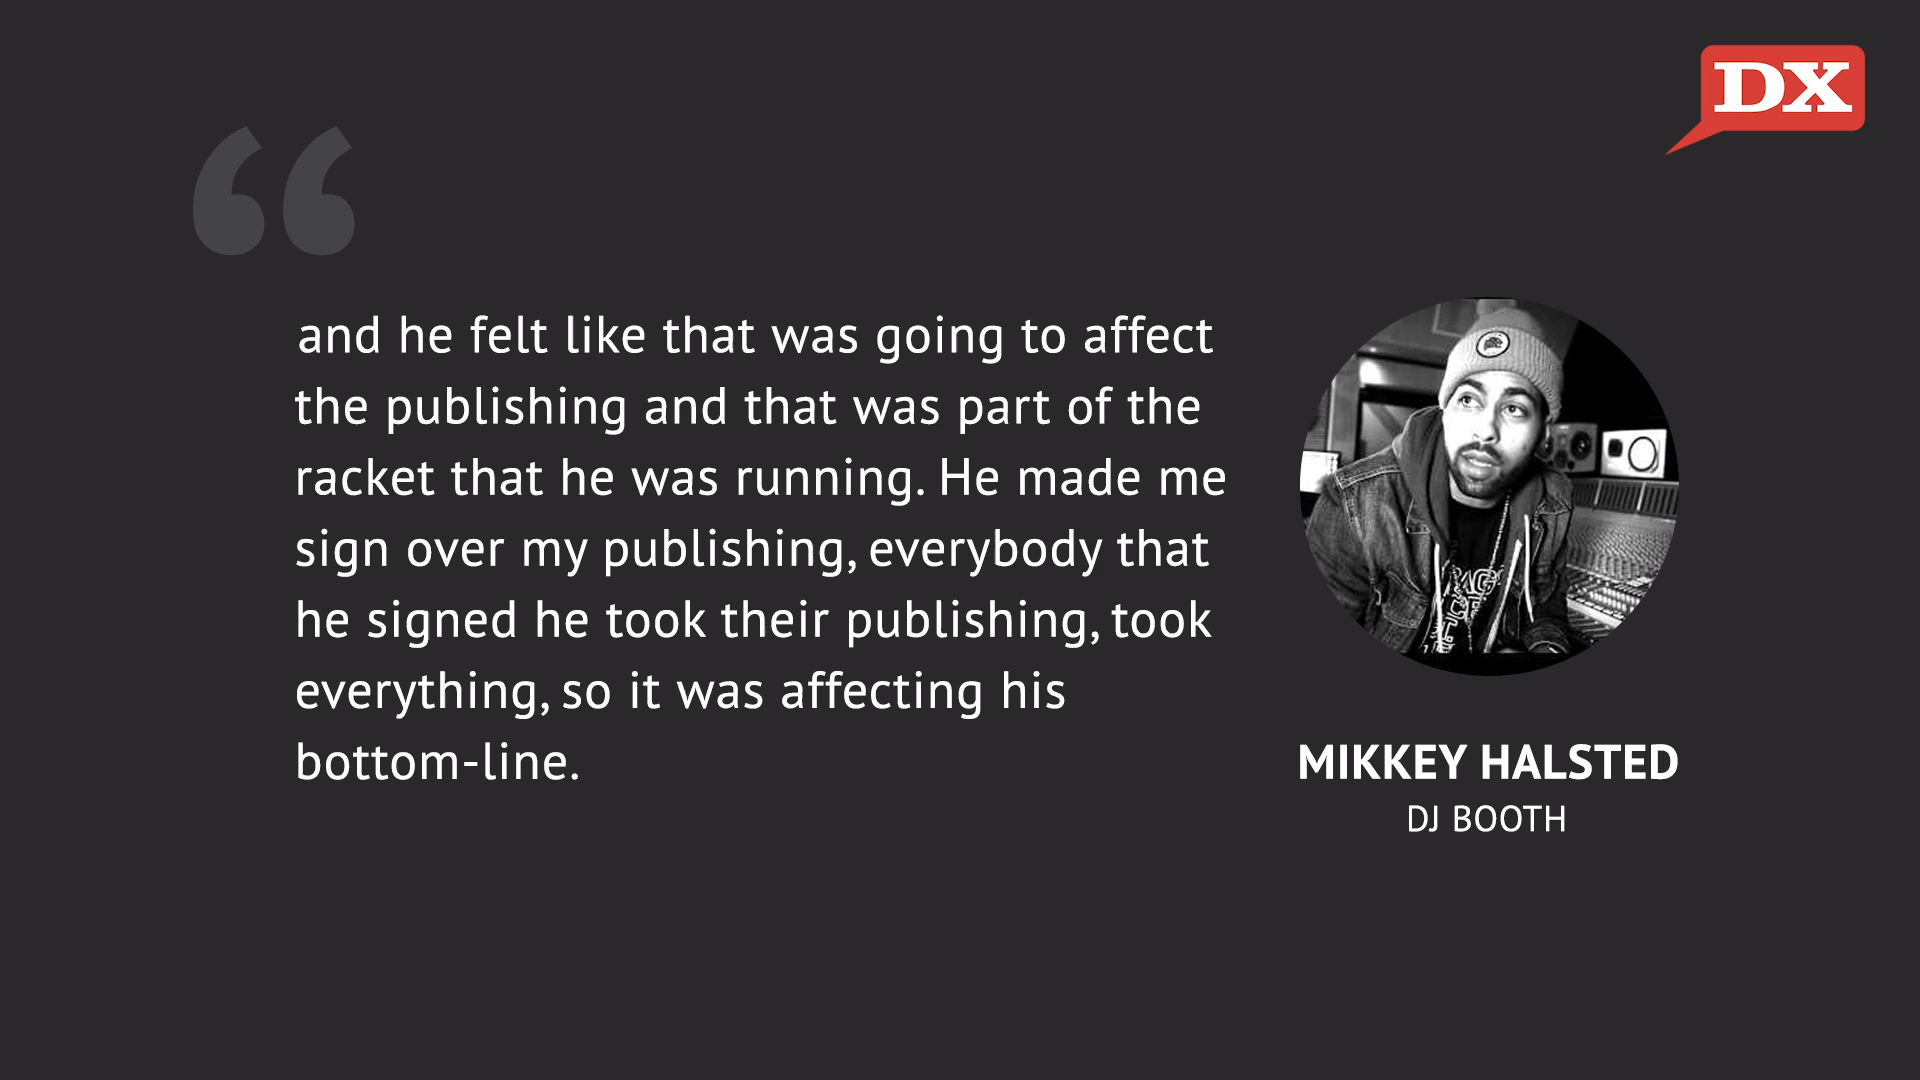 DX
“
and he felt like that was going to affect
the publishing and that was part of the
racket that he was running. He made me
sign over my publishing, everybody that
he signed he took their publishing, took
everything, so it was affecting his
bottom-line.
MIKKEY HALSTED
DJ BOOTH